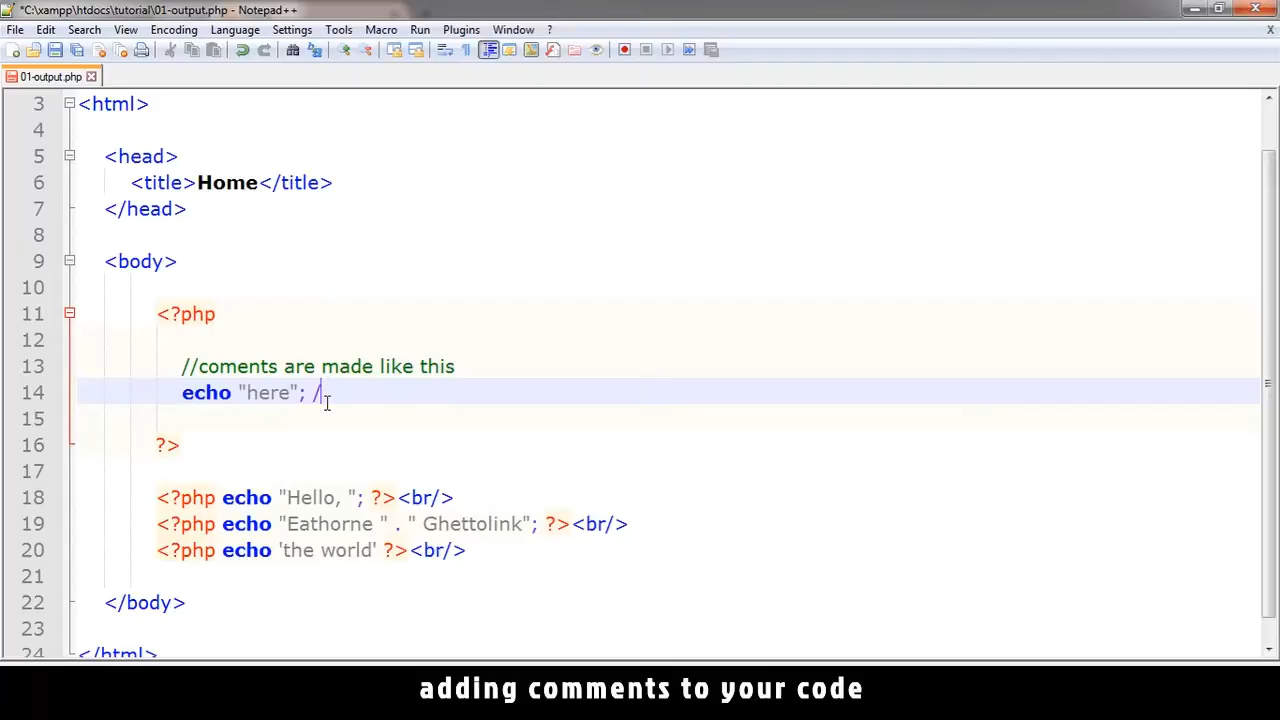 *C:\xampp\htdocs\tutorial\01-output.php - Notepad++
File Edit Search View Encoding Language Settings Tools Macro Run Plugins Window ? X
01-output.php
3 <html>
4
5 <head>
6 <title>Home</title>
7 </head>
8
9 <body>
10
11 <?php
12
13 //coments are made like this
14 echo "here"; /
15
16 ?>
17
18 <?php echo "Hello, "; ?><br/>
19 <?php echo "Eathorne " . " Ghettolink"; ?><br/>
20 <?php echo 'the world' ?><br/>
21
22 </body>
23
24 </html>
adding comments to your code